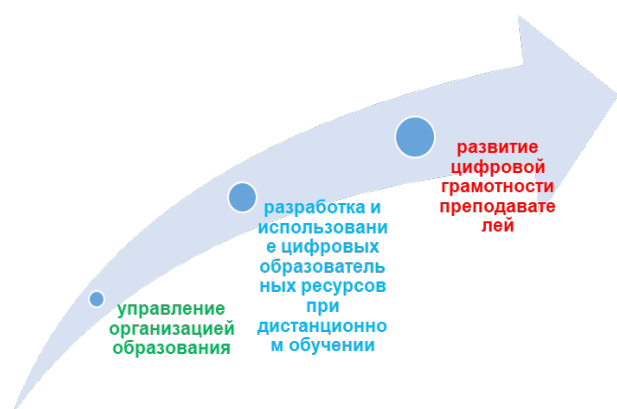 управление
организацией
образования
разработка и
использовани
е цифровых
образователь
ных ресурсов
при
дистанционно
м обучении
развитие
цифровой
грамотности
преподавате
лей